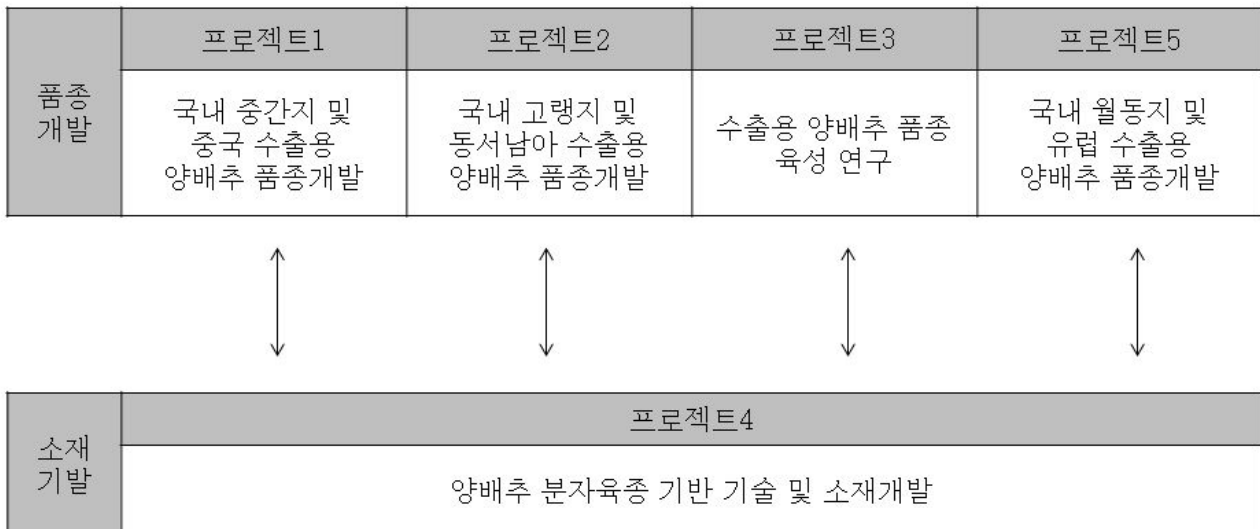 품종
개발
프로젝트1
프로젝트2
프로젝트3
프로젝트5
국내 중간지 및
중국 수출용
양배추 품종개발
국내 고랭지 및
동서남아 수출용
양배추 품종개발
수출용 양배추 품종
육성 연구
국내 월동지 및
유럽 수출용
양배추 품종개발
소재
기발
프로젝트4
양배추 분자육종 기반 기술 및 소재개발